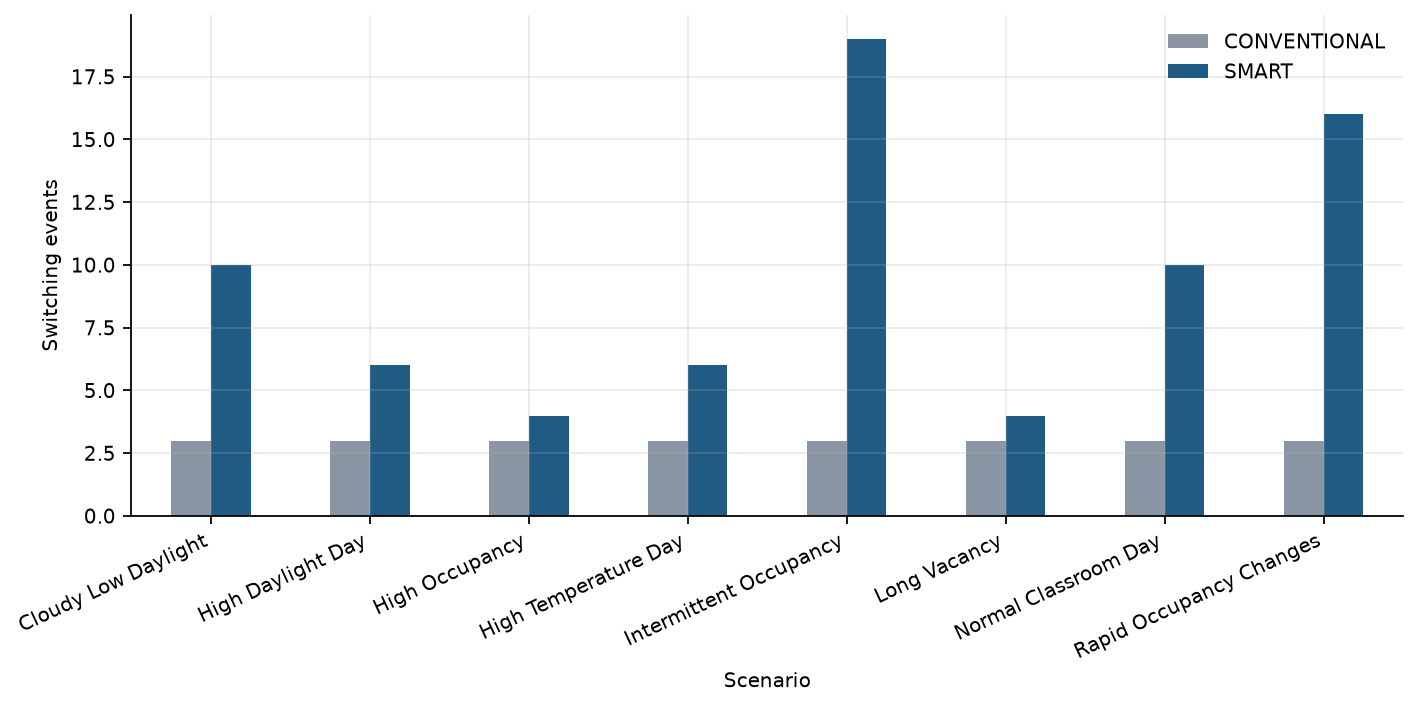 CONVENTIONAL
SMART
Switching events
17.5
15.0
12.5
10.0
7.5
5.0
2.5
0.0
Cloudy Low Daylight
High Daylight Day
High Occupancy
High Temperature Day
Intermittent Occupancy
Long Vacancy
Normal Classroom Day
Rapid Occupancy Changes
Scenario